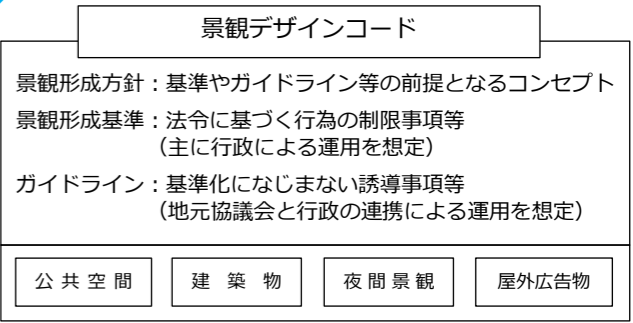 景観デザインコード
景観形成方針：基準やガイドライン等の前提となるコンセプト
景観形成基準：法令に基づく行為の制限事項等
（主に行政による運用を想定）
ガイドライン：基準化になじまない誘導事項等
（地元協議会と行政の連携による運用を想定）
公共空間
建築物
夜間景観
屋外広告物